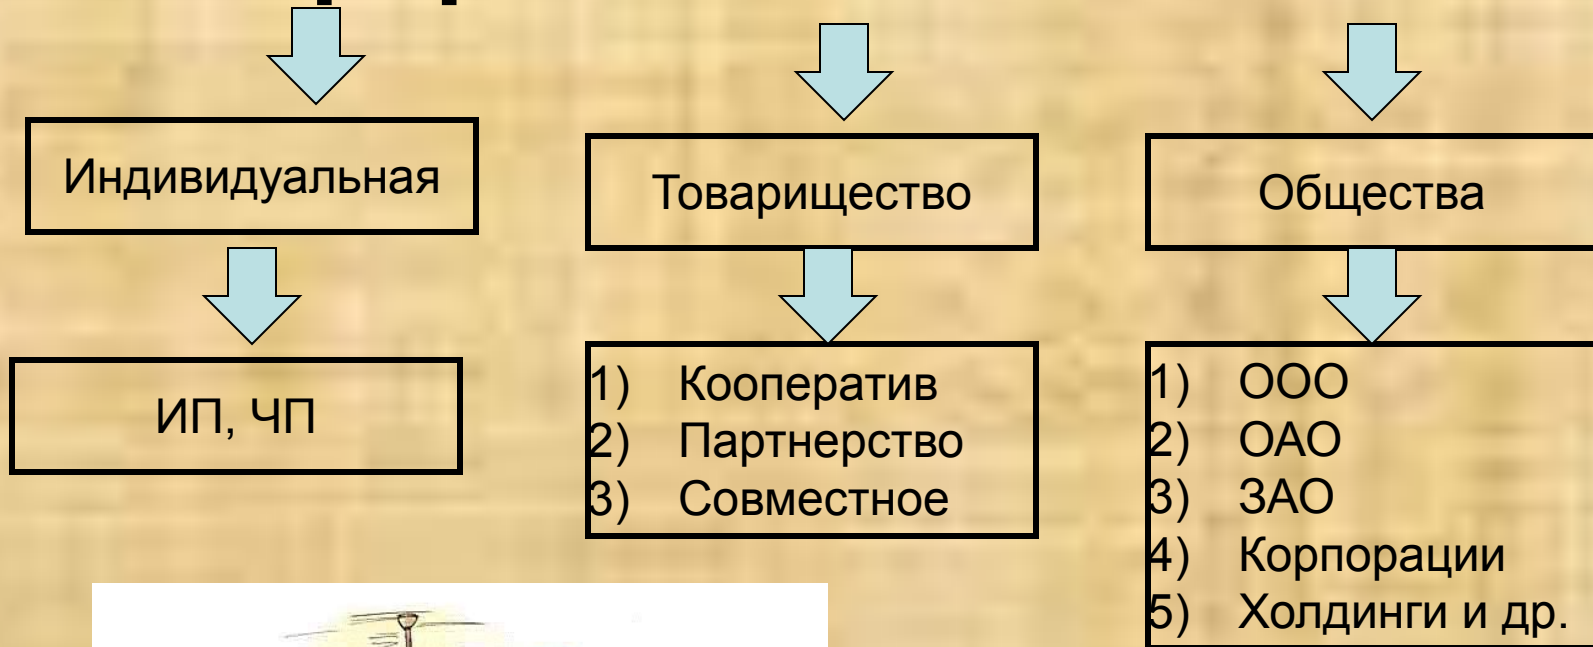 Индивидуальная
Товарищество
Общества
ИП, ЧП
1) Кооператив
2) Партнерство
3) Совместное
1) ООО
2) ОАО
3) ЗАО
4) Корпорации
5) Холдинги и др.